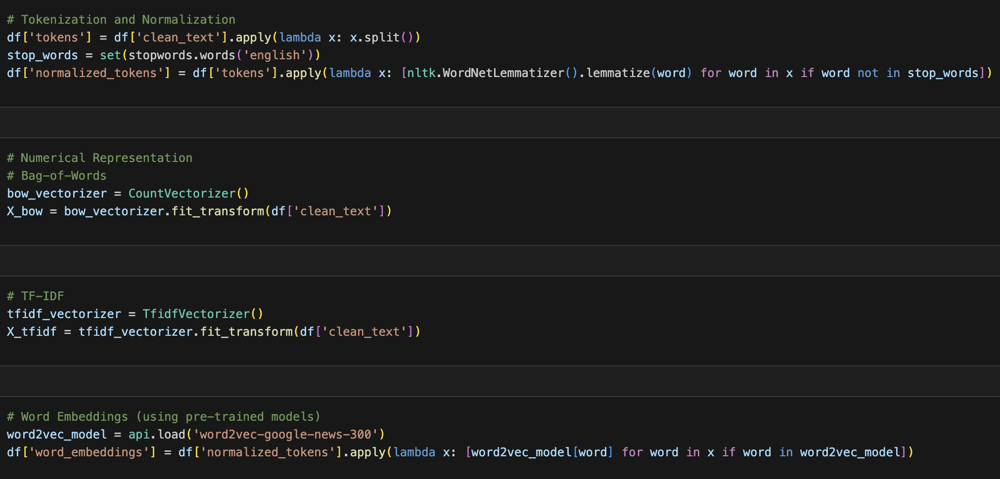 # Tokenization and Normalization
df['tokens'] = df['clean_text'].apply(lambda x: x.split())
stop_words = set(stopwords.words('english'))
df['normalized_tokens'] = df['tokens'].apply(lambda x: [nltk.WordNetLemmatizer().lemmatize(word) for word in x if word not in stop_words])
# Numerical Representation
# Bag-of-Words
bow_vectorizer = CountVectorizer()
X_bow = bow_vectorizer.fit_transform(df['clean_text'])
# TF-IDF
tfidf_vectorizer = TfidfVectorizer()
X_tfidf = tfidf_vectorizer.fit_transform(df['clean_text'])
# Word Embeddings (using pre-trained models)
word2vec_model = api.load('word2vec-google-news-300')
df['word_embeddings'] = df['normalized_tokens'].apply(lambda x: [word2vec_model[word] for word in x if word in word2vec_model])